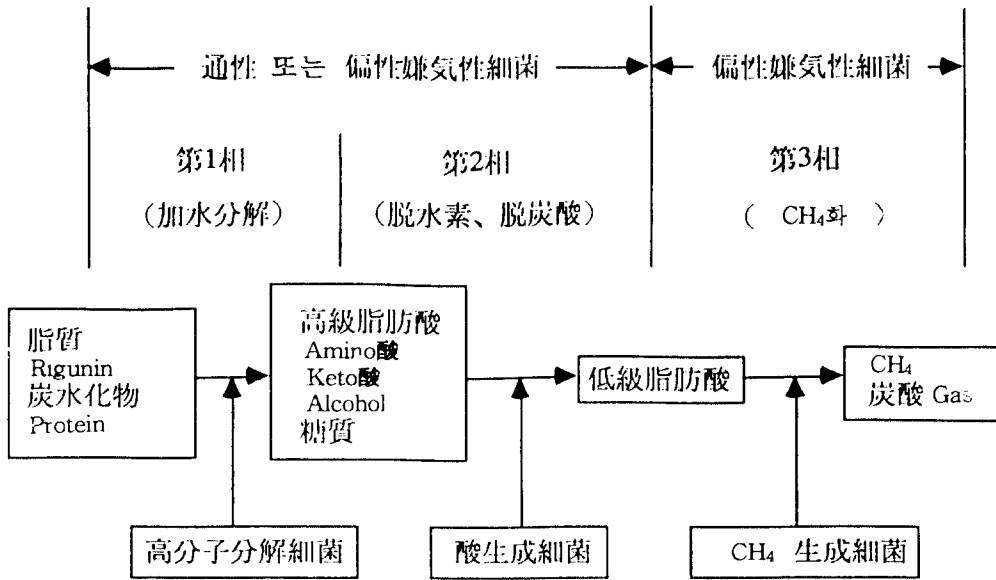 通性 또는 偏性嫌気性細菌
偏性嫌気性細菌
第1相
(加水分解)
第2相
(脱水素、脱炭酸)
第3相
( CH₄화 )
脂質
Rigunin
炭水化物
Protein
高級脂肪酸
Amino酸
Keto酸
Alcohol
糖質
低級脂肪酸
CH₄
炭酸 Gas
高分子分解細菌
酸生成細菌
CH₄ 生成細菌